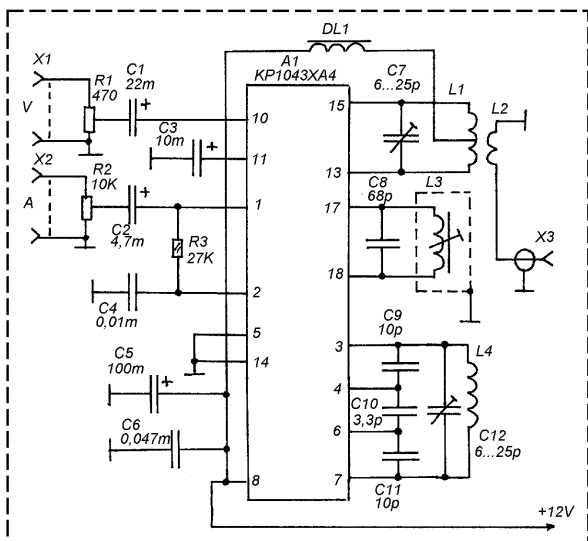 DL1
X1
V
R1
470
C1
22m
+
A1
KP1043XA4
C7
6...25p
L1
L2
15
10
C3
10m
+
11
13
X2
A
R2
10K
C2
4,7m
+
1
R3
27K
C8
68p
L3
17
X3
18
2
C4
0,01m
5
14
C9
10p
3
L4
C5
100m
+
4
C10
3,3p
6
C12
6...25p
C6
0,047m
8
7
C11
10p
+12V